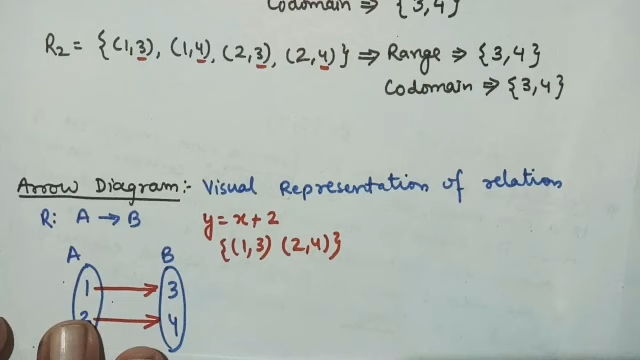 Codomain ⇒ {3,4}
R2 = {(1,3), (1,4), (2,3), (2,4)} ⇒ Range ⇒ {3,4}
Codomain ⇒ {3,4}
Arrow Diagram:- Visual Representation of relation
R: A → B y = x + 2
{(1,3) (2,4)}
A B
1 3
2 4